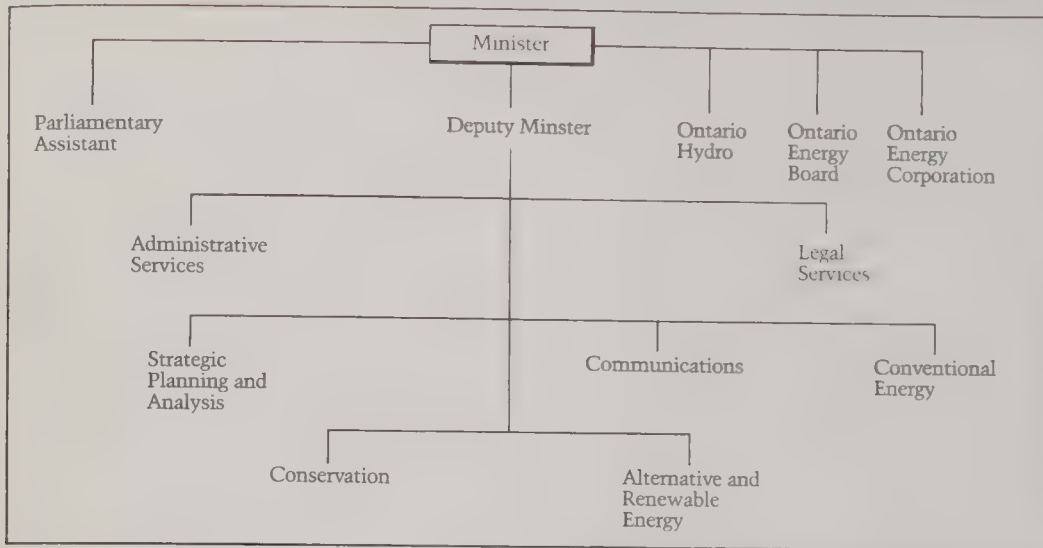 Minister
Parliamentary
Assistant
Deputy Minster
Ontario
Hydro
Ontario
Energy
Board
Ontario
Energy
Corporation
Administrative
Services
Legal
Services
Strategic
Planning and
Analysis
Communications
Conventional
Energy
Conservation
Alternative and
Renewable
Energy